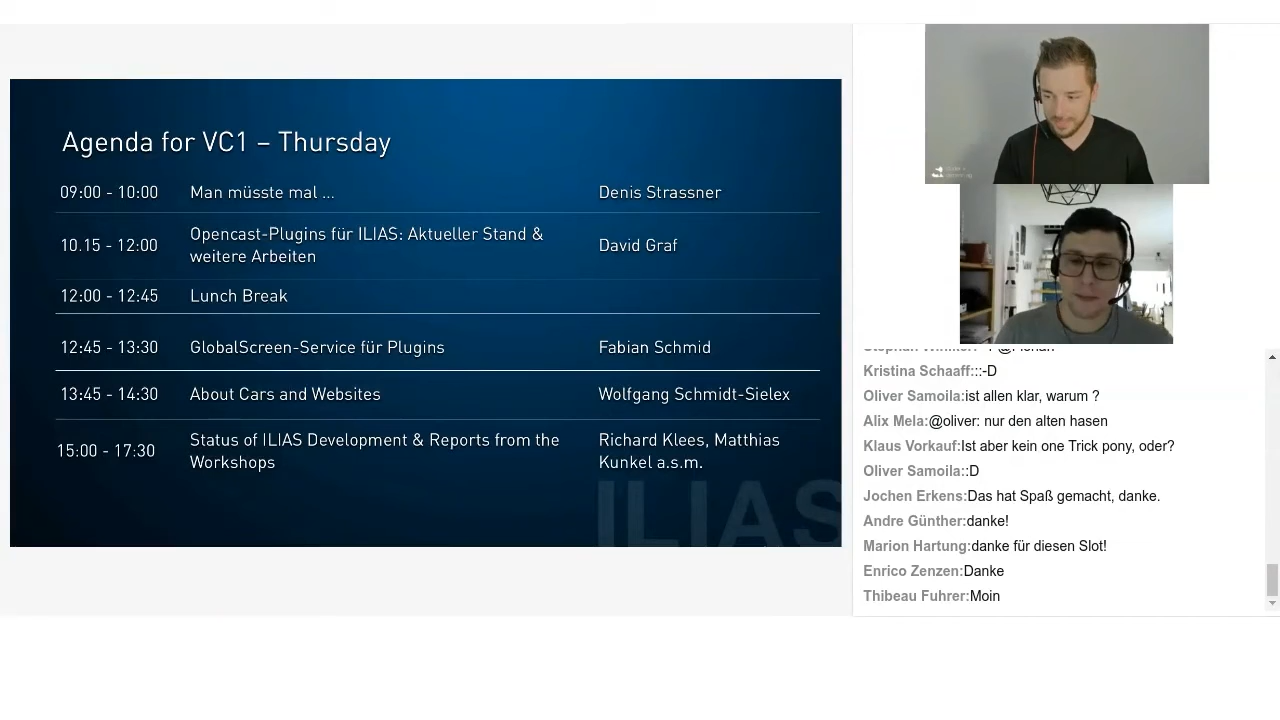 Agenda for VC1 – Thursday
09:00 - 10:00 Man müsste mal ... Denis Strassner
10.15 - 12:00 Opencast-Plugins für ILIAS: Aktueller Stand &
weitere Arbeiten David Graf
12:00 - 12:45 Lunch Break
12:45 - 13:30 GlobalScreen-Service für Plugins Fabian Schmid
13:45 - 14:30 About Cars and Websites Wolfgang Schmidt-Sielex
15:00 - 17:30 Status of ILIAS Development & Reports from the
Workshops Richard Klees, Matthias
Kunkel a.s.m.
ILIAS
Kristina Schaaff:::-D
Oliver Samoila:ist allen klar, warum ?
Alix Mela:@oliver: nur den alten hasen
Klaus Vorkauf:Ist aber kein one Trick pony, oder?
Oliver Samoila::D
Jochen Erkens:Das hat Spaß gemacht, danke.
Andre Günther:danke!
Marion Hartung:danke für diesen Slot!
Enrico Zenzen:Danke
Thibeau Fuhrer:Moin